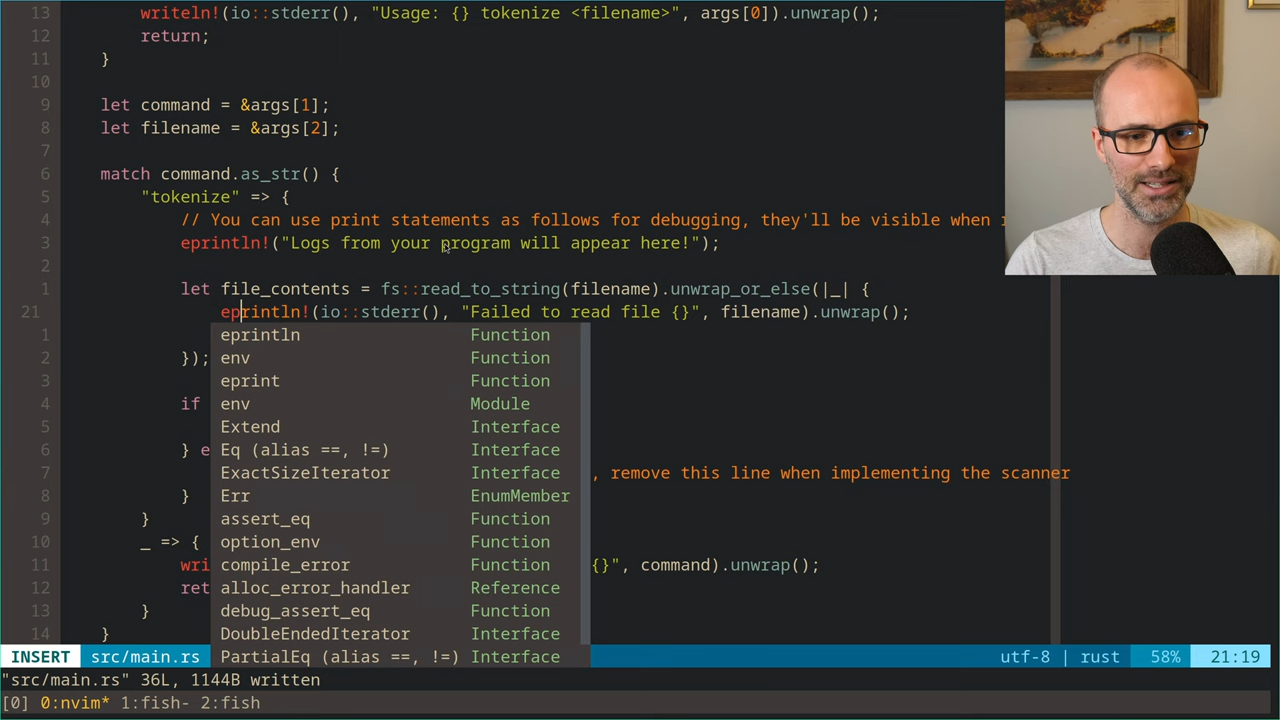 13 writeln!(io::stderr(), "Usage: {} tokenize <filename>", args[0]).unwrap();
12 return;
11 }
10
9 let command = &args[1];
8 let filename = &args[2];
7
6 match command.as_str() {
5 "tokenize" => {
4 // You can use print statements as follows for debugging, they'll be visible when
3 eprintln!("Logs from your program will appear here!");
2
1 let file_contents = fs::read_to_string(filename).unwrap_or_else(|_| {
21 eprintln!(io::stderr(), "Failed to read file {}", filename).unwrap();
1 eprintln Function
2 }); env Function
3 eprint Function
4 if env Module
5 Extend Interface
6 } e Eq (alias ==, !=) Interface
7 ExactSizeIterator Interface , remove this line when implementing the scanner
8 } Err EnumMember
9 } assert_eq Function
10 _ => { option_env Function
11 wri compile_error Function {}", command).unwrap();
12 ret alloc_error_handler Reference
13 } debug_assert_eq Function
14 } DoubleEndedIterator Interface
INSERT src/main.rs PartialEq (alias ==, !=) Interface utf-8 | rust 58% 21:19
"src/main.rs" 36L, 1144B written
[0] 0:nvim* 1:fish- 2:fish